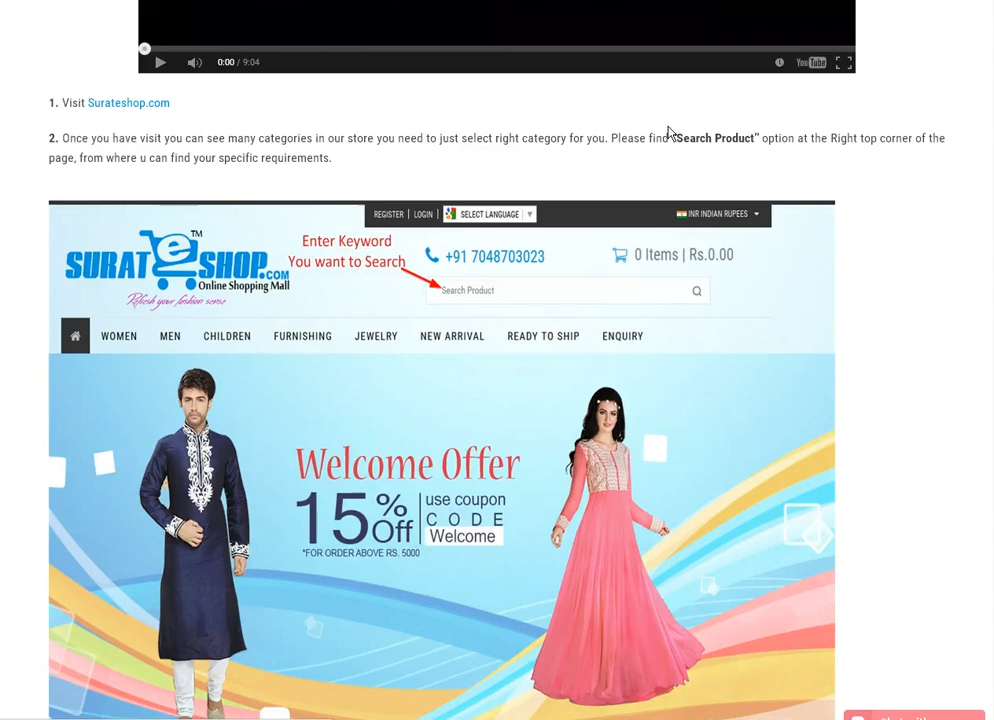 0:00 / 9:04
YouTube
1. Visit Surateshop.com
2. Once you have visit you can see many categories in our store you need to just select right category for you. Please find "Search Product" option at the Right top corner of the
page, from where u can find your specific requirements.
REGISTER | LOGIN | SELECT LANGUAGE ▼
INR INDIAN RUPEES
Enter Keyword
You want to Search
SURAT e SHOP.COM TM
Online Shopping Mall
Refresh your fashion sense
+91 7048703023
0 Items | Rs.0.00
Search Product
WOMEN MEN CHILDREN FURNISHING JEWELRY NEW ARRIVAL READY TO SHIP ENQUIRY
Welcome Offer
15% Off
use coupon
CODE
Welcome
*FOR ORDER ABOVE RS. 5000